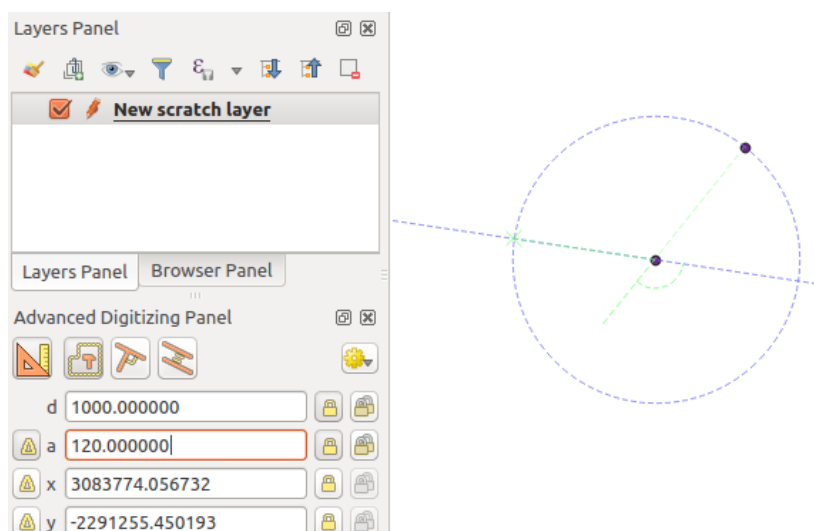 Layers Panel
New scratch layer
Layers Panel Browser Panel
Advanced Digitizing Panel
d 1000.000000
a 120.000000
x 3083774.056732
y -2291255.450193